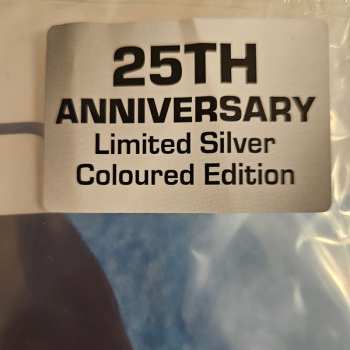 25TH
ANNIVERSARY
Limited Silver
Coloured Edition